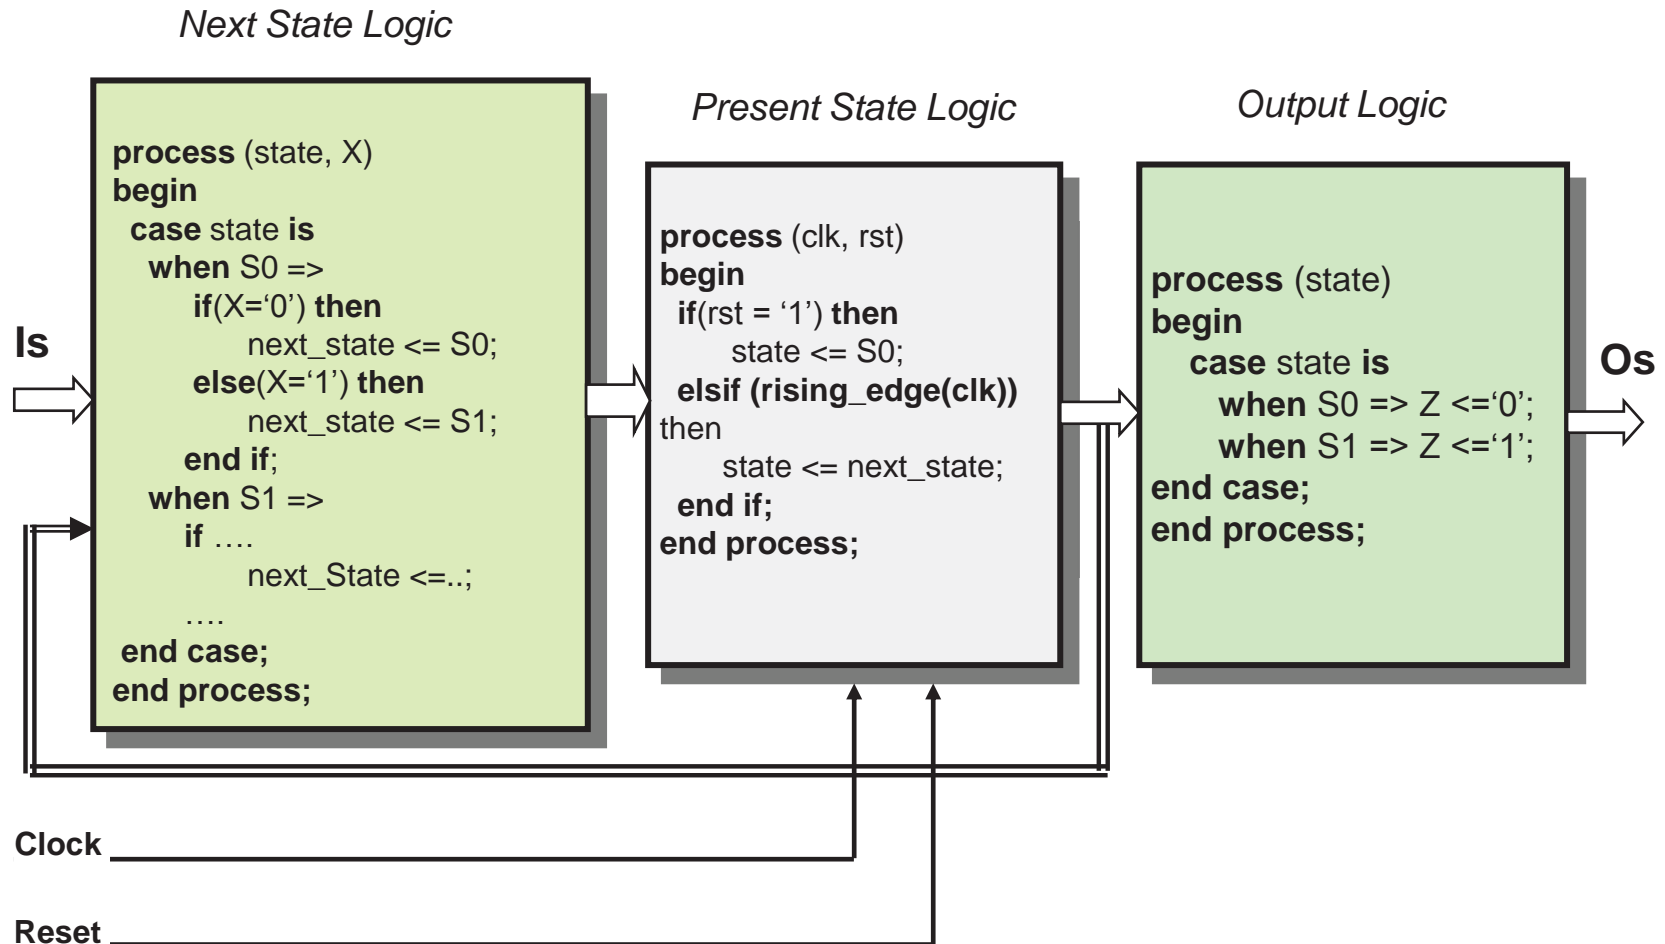 Next State Logic
process (state, X)
begin
case state is
when S0 =>
if(X=‘0’) then
next_state <= S0;
else(X=‘1’) then
next_state <= S1;
end if;
when S1 =>
if ….
next_State <=..;
….
end case;
end process;
Present State Logic
process (clk, rst)
begin
if(rst = ‘1’) then
state <= S0;
elsif (rising_edge(clk))
then
state <= next_state;
end if;
end process;
Output Logic
process (state)
begin
case state is
when S0 => Z <=‘0’;
when S1 => Z <=‘1’;
end case;
end process;
Is
Os
Clock
Reset